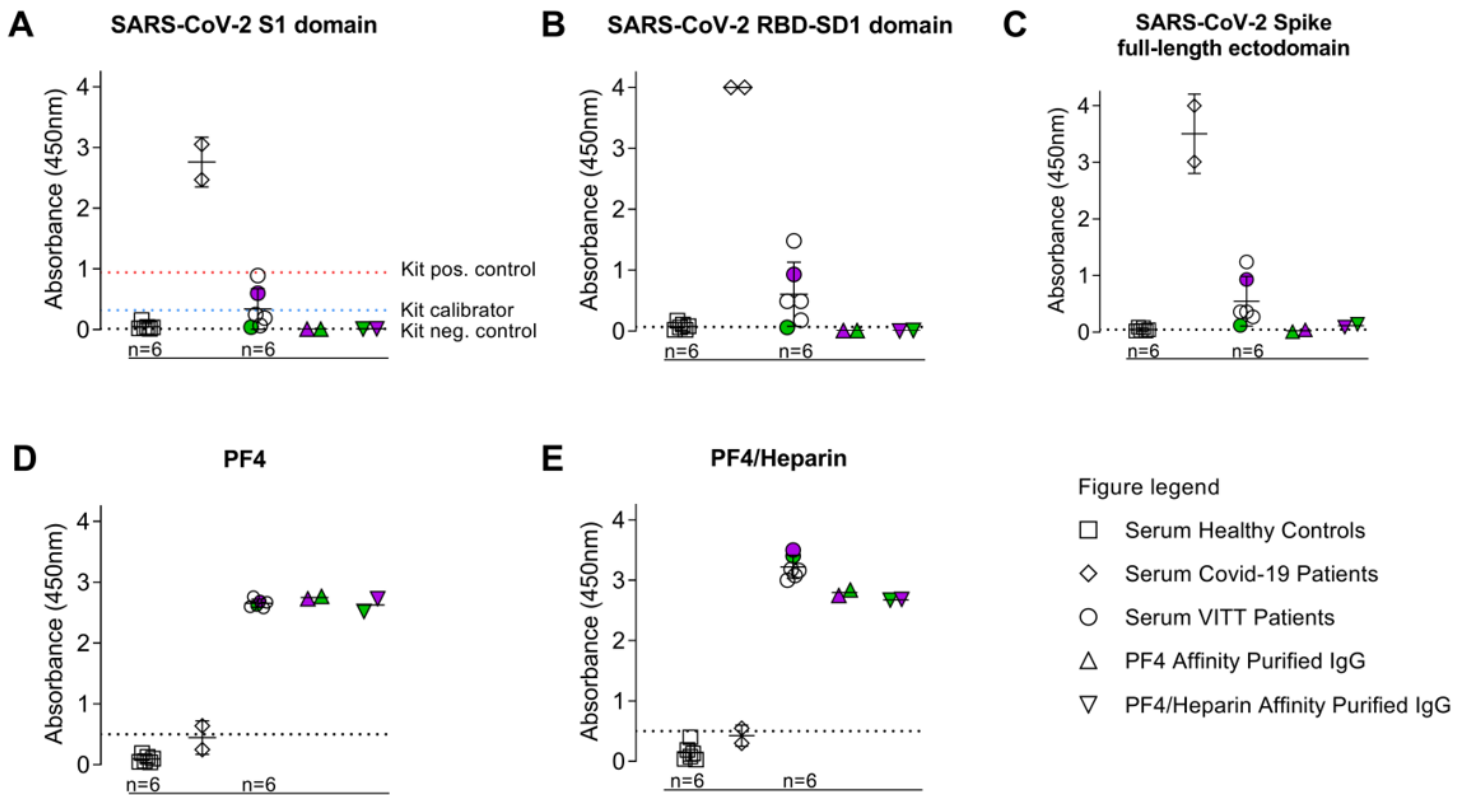 A
SARS-CoV-2 S1 domain
Absorbance (450nm)
4
3
2
1
0
Kit pos. control
Kit calibrator
Kit neg. control
n=6
n=6
B
SARS-CoV-2 RBD-SD1 domain
Absorbance (450nm)
4
3
2
1
0
n=6
n=6
C
SARS-CoV-2 Spike
full-length ectodomain
Absorbance (450nm)
4
3
2
1
0
n=6
n=6
D
PF4
Absorbance (450nm)
4
3
2
1
0
n=6
n=6
E
PF4/Heparin
Absorbance (450nm)
4
3
2
1
0
n=6
n=6
Figure legend
Serum Healthy Controls
Serum Covid-19 Patients
Serum VITT Patients
PF4 Affinity Purified IgG
PF4/Heparin Affinity Purified IgG